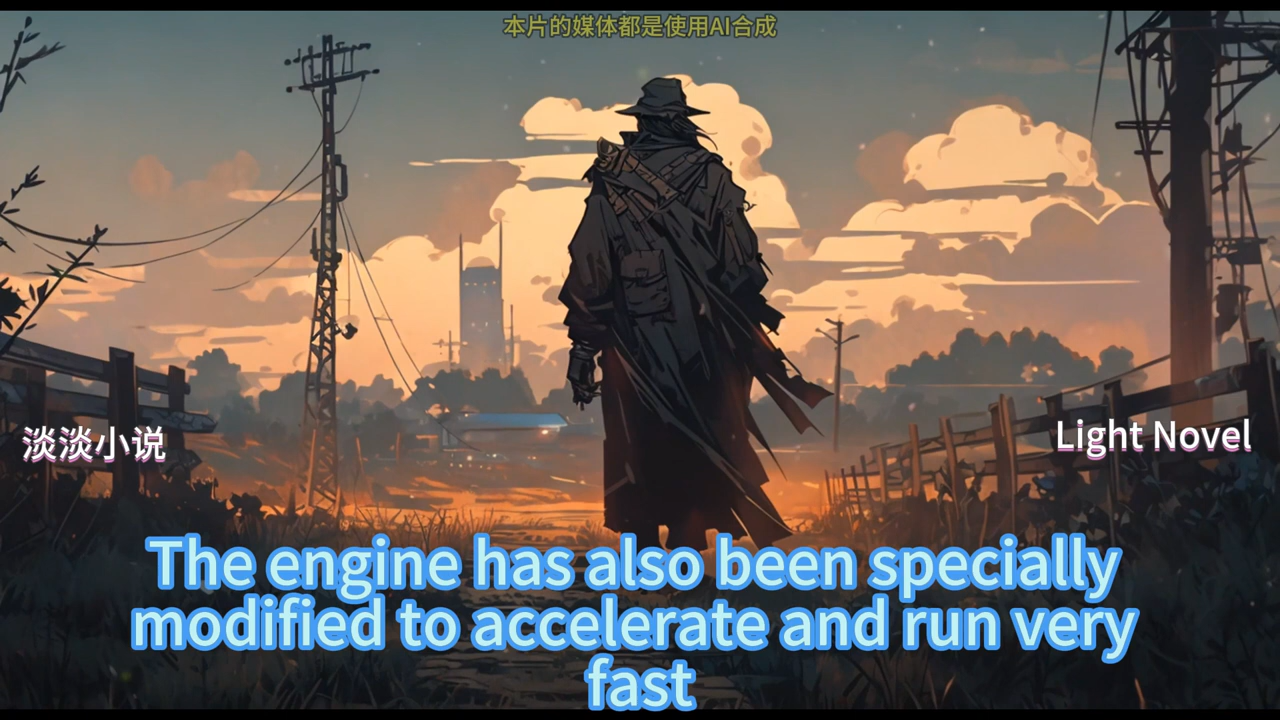 本片的媒体都是使用AI合成
淡淡小说
Light Novel
The engine has also been specially
modified to accelerate and run very
fast